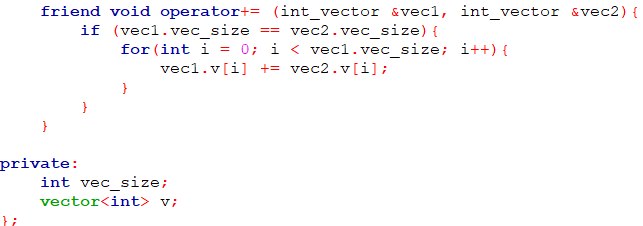 friend void operator+= (int_vector &vec1, int_vector &vec2){
        if (vec1.vec_size == vec2.vec_size){
            for(int i = 0; i < vec1.vec_size; i++){
                vec1.v[i] += vec2.v[i];
            }
        }
    }

private:
    int vec_size;
    vector<int> v;
};